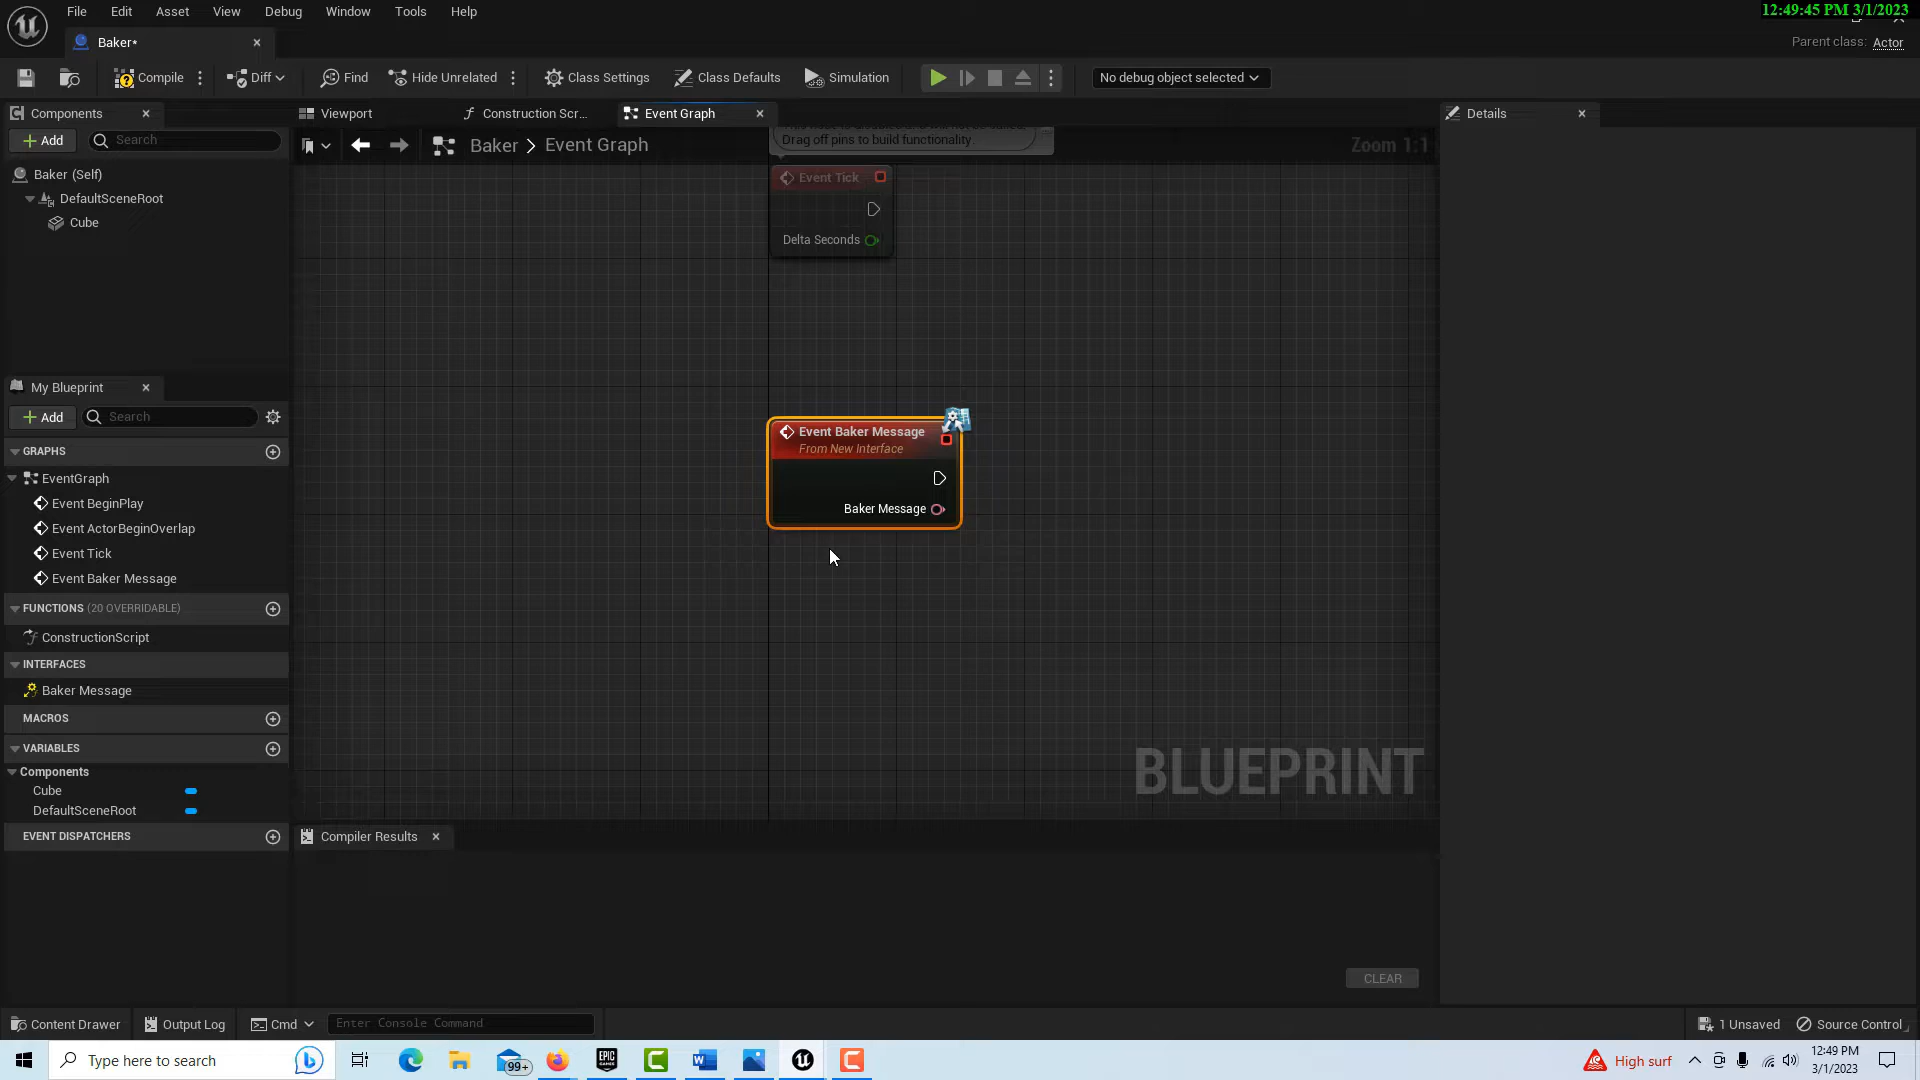 12:49:45 PM 3/1/2023
File Edit Asset View Debug Window Tools Help
Baker*
Parent class: Actor
Compile Diff Find Hide Unrelated Class Settings Class Defaults Simulation No debug object selected
Components
Viewport Construction Scr... Event Graph
Details
Add Search
Baker > Event Graph
Zoom 1:1
Drag off pins to build functionality.
Baker (Self)
DefaultSceneRoot
Cube
Event Tick
Delta Seconds
My Blueprint
Add Search
GRAPHS
EventGraph
Event BeginPlay
Event ActorBeginOverlap
Event Tick
Event Baker Message
Event Baker Message
From New Interface
Baker Message
FUNCTIONS (20 OVERRIDABLE)
ConstructionScript
INTERFACES
Baker Message
MACROS
VARIABLES
Components
Cube
DefaultSceneRoot
EVENT DISPATCHERS
BLUEPRINT
Compiler Results
CLEAR
Content Drawer Output Log Cmd Enter Console Command
1 Unsaved Source Control
Type here to search
99+
EPIC GAMES
High surf
12:49 PM
3/1/2023